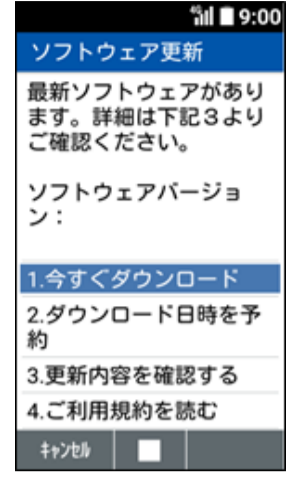 4G 9:00
ソフトウェア更新
最新ソフトウェアがあり
ます。詳細は下記3より
ご確認ください。
ソフトウェアバージョ
ン：
1.今すぐダウンロード
2.ダウンロード日時を予
約
3.更新内容を確認する
4.ご利用規約を読む
ｷｬﾝｾﾙ